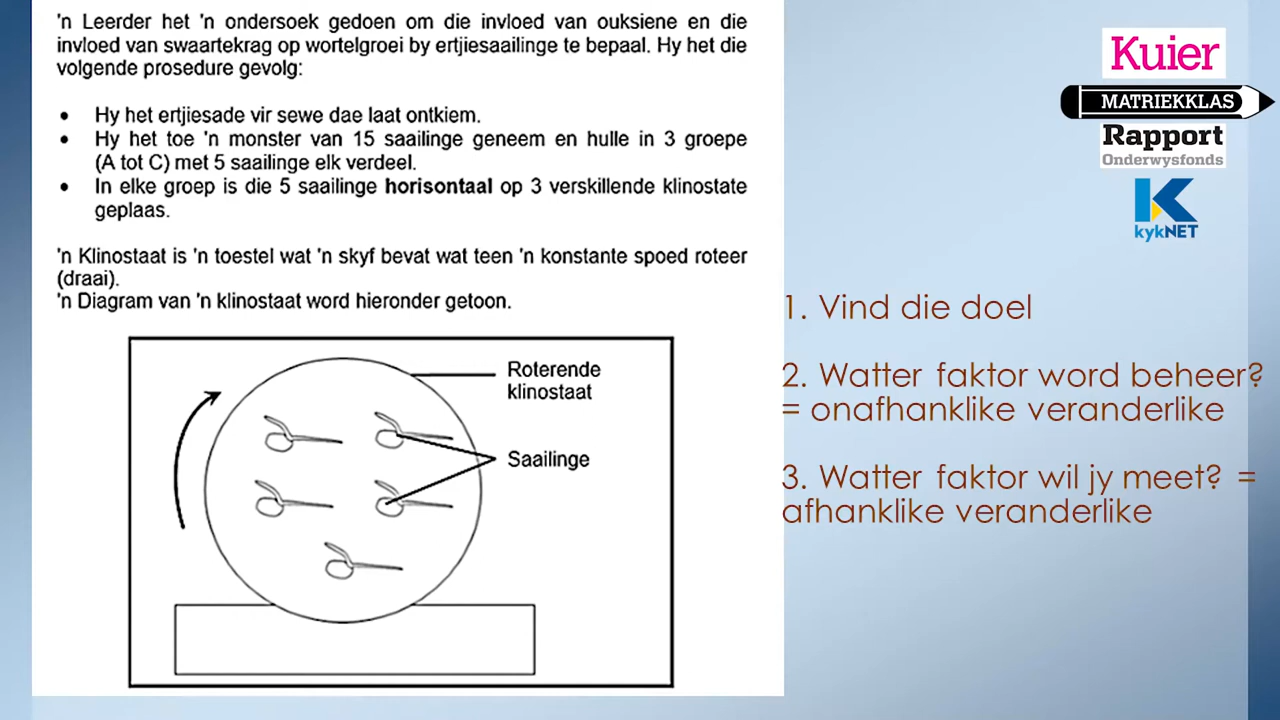 'n Leerder het 'n ondersoek gedoen om die invloed van ouksiene en die
invloed van swaartekrag op wortelgroei by ertjiesaailinge te bepaal. Hy het die
volgende prosedure gevolg:
• Hy het ertjiesade vir sewe dae laat ontkiem.
• Hy het toe 'n monster van 15 saailinge geneem en hulle in 3 groepe
(A tot C) met 5 saailinge elk verdeel.
• In elke groep is die 5 saailinge horisontaal op 3 verskillende klinostate
geplaas.
'n Klinostaat is 'n toestel wat 'n skyf bevat wat teen 'n konstante spoed roteer
(draai).
'n Diagram van 'n klinostaat word hieronder getoon.
Roterende
klinostaat
Saailinge
Kuier
MATRIEKKLAS
Rapport
Onderwysfonds
K
kykNET
1. Vind die doel
2. Watter faktor word beheer?
= onafhanklike veranderlike
3. Watter faktor wil jy meet? =
afhanklike veranderlike